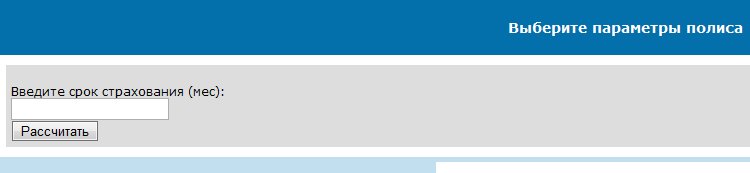 Выберите параметры полиса
Введите срок страхования (мес):
Рассчитать